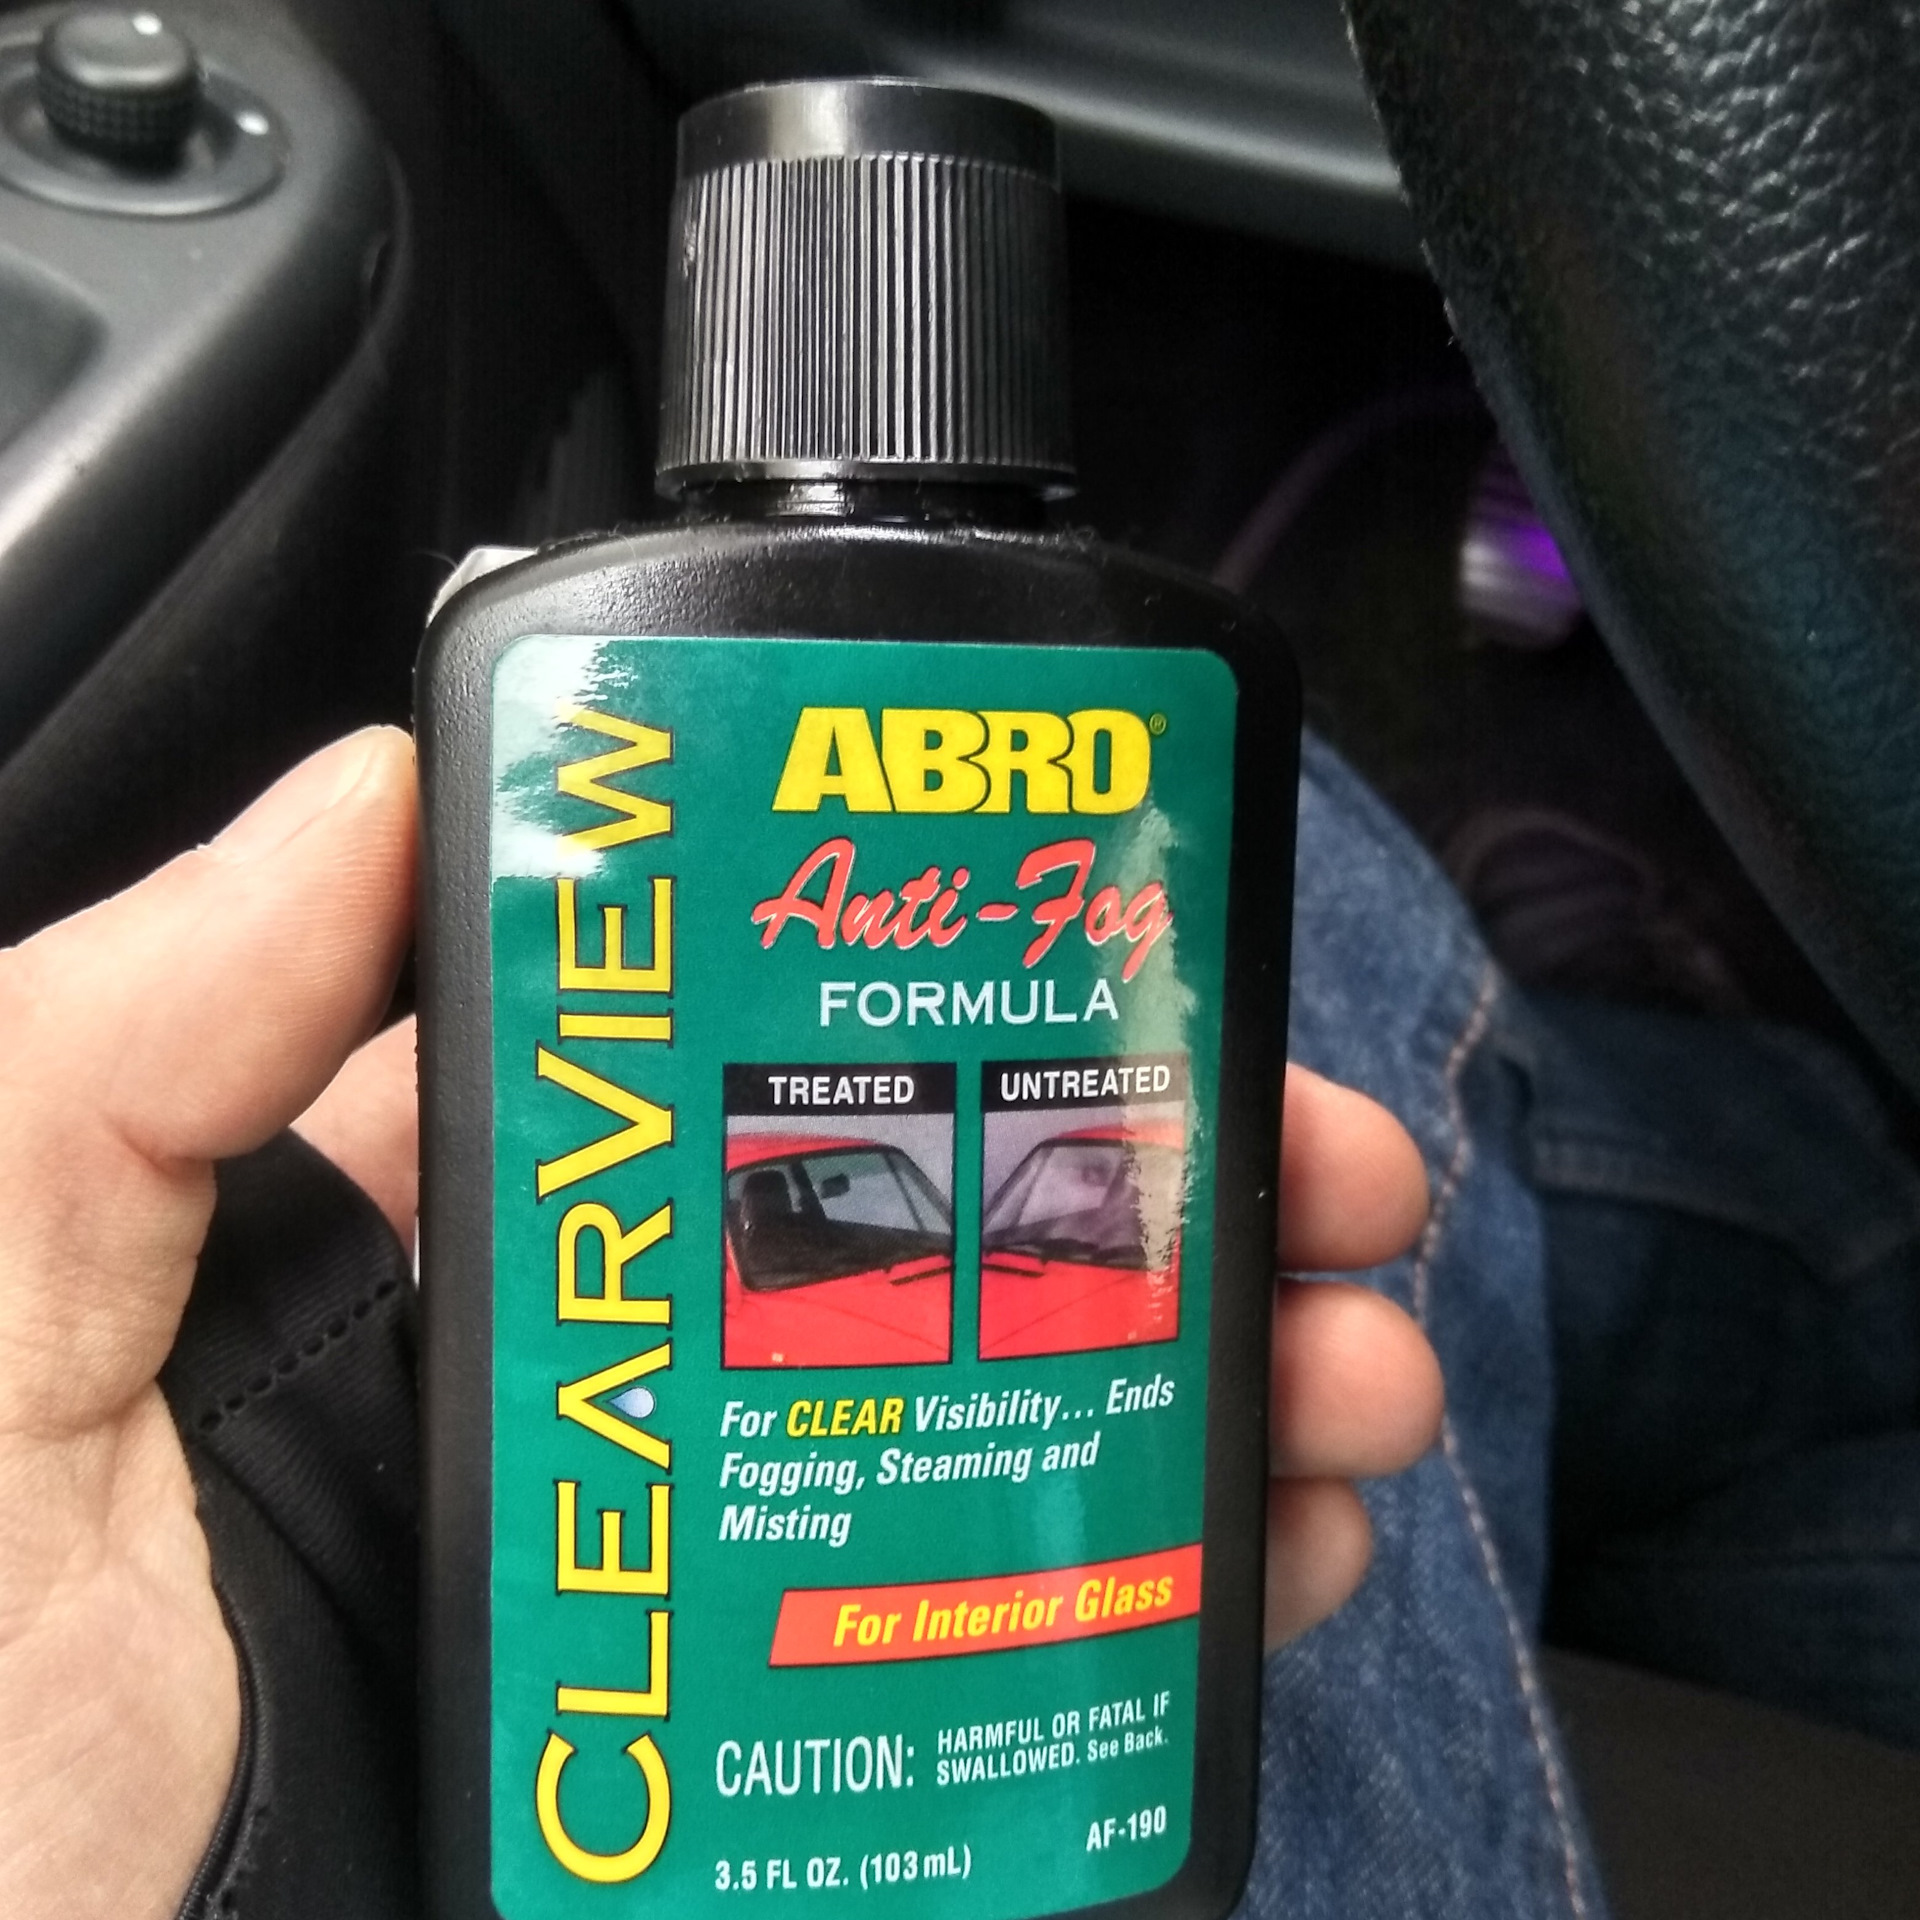 CLEARVIEW
ABRO®
Anti-Fog
FORMULA
TREATED
UNTREATED
For CLEAR Visibility... Ends
Fogging, Steaming and
Misting
For Interior Glass
CAUTION:
HARMFUL OR FATAL IF
SWALLOWED. See Back.
AF-190
3.5 FL OZ. (103 mL)